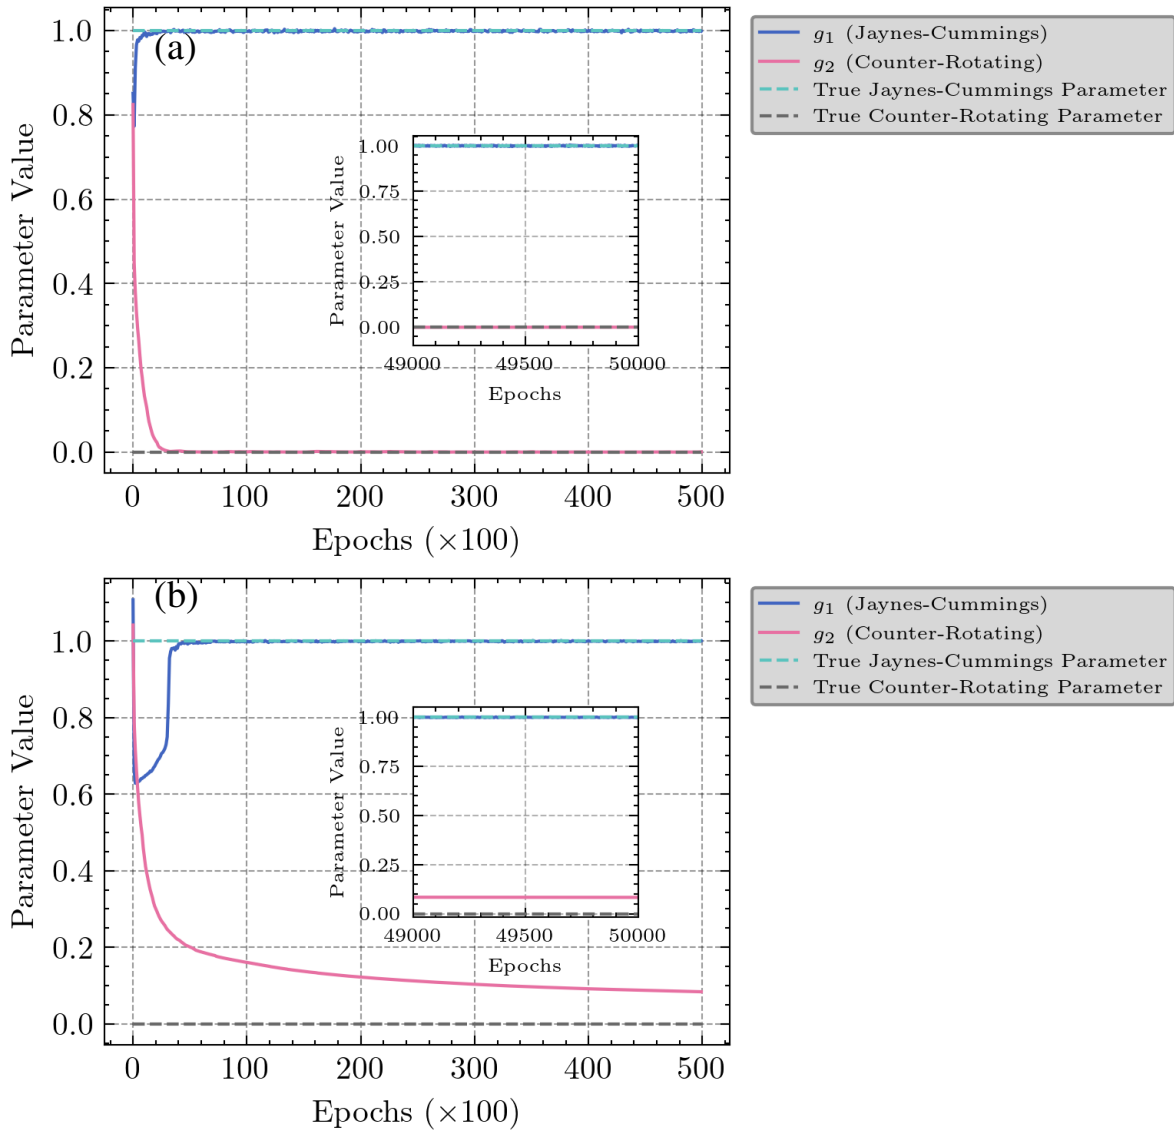 (a)
Parameter Value
1.0
0.8
0.6
0.4
0.2
0.0
0 100 200 300 400 500
Epochs (×100)
Parameter Value
1.00
0.75
0.50
0.25
0.00
49000 49500 50000
Epochs
g₁ (Jaynes-Cummings)
g₂ (Counter-Rotating)
True Jaynes-Cummings Parameter
True Counter-Rotating Parameter
(b)
Parameter Value
1.0
0.8
0.6
0.4
0.2
0.0
0 100 200 300 400 500
Epochs (×100)
Parameter Value
1.00
0.75
0.50
0.25
0.00
49000 49500 50000
Epochs
g₁ (Jaynes-Cummings)
g₂ (Counter-Rotating)
True Jaynes-Cummings Parameter
True Counter-Rotating Parameter